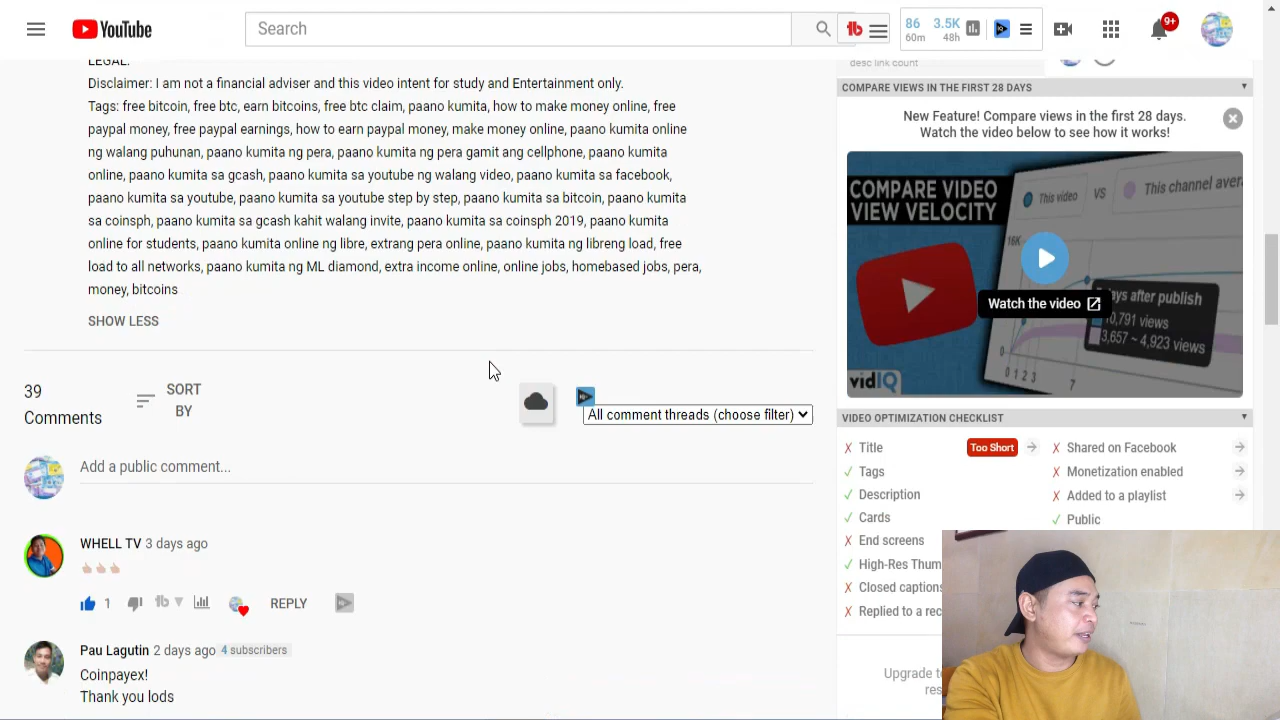 YouTube
Search
86
60m
3.5K
48h
9+
LEGAL:
Disclaimer: I am not a financial adviser and this video intent for study and Entertainment only.
Tags: free bitcoin, free btc, earn bitcoins, free btc claim, paano kumita, how to make money online, free
paypal money, free paypal earnings, how to earn paypal money, make money online, paano kumita online
ng walang puhunan, paano kumita ng pera, paano kumita ng pera gamit ang cellphone, paano kumita
online, paano kumita sa gcash, paano kumita sa youtube ng walang video, paano kumita sa facebook,
paano kumita sa youtube, paano kumita sa youtube step by step, paano kumita sa bitcoin, paano kumita
sa coinsph, paano kumita sa gcash kahit walang invite, paano kumita sa coinsph 2019, paano kumita
online for students, paano kumita online ng libre, extrang pera online, paano kumita ng libreng load, free
load to all networks, paano kumita ng ML diamond, extra income online, online jobs, homebased jobs, pera,
money, bitcoins
SHOW LESS
39
Comments
SORT
BY
All comment threads (choose filter)
Add a public comment...
WHELL TV 3 days ago
1
REPLY
Pau Lagutin 2 days ago 4 subscribers
Coinpayex!
Thank you lods
desc link count
COMPARE VIEWS IN THE FIRST 28 DAYS
New Feature! Compare views in the first 28 days.
Watch the video below to see how it works!
COMPARE VIDEO
VIEW VELOCITY
This video
VS
This channel avera
16K
Watch the video
days after publish
10,791 views
3,657 ~ 4,923 views
0 1 2 3
7
vidIQ
VIDEO OPTIMIZATION CHECKLIST
Title
Too Short
Shared on Facebook
Tags
Monetization enabled
Description
Added to a playlist
Cards
Public
End screens
High-Res Thum
Closed captions
Replied to a rec
Upgrade t
res